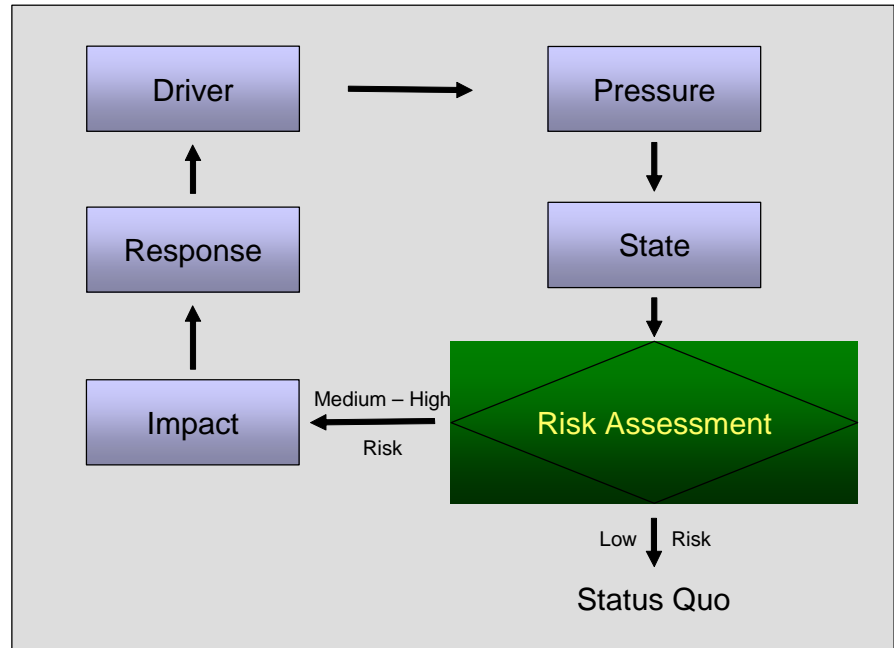 Driver
Pressure
Response
State
Medium – High
Risk
Impact
Risk Assessment
Low Risk
Status Quo